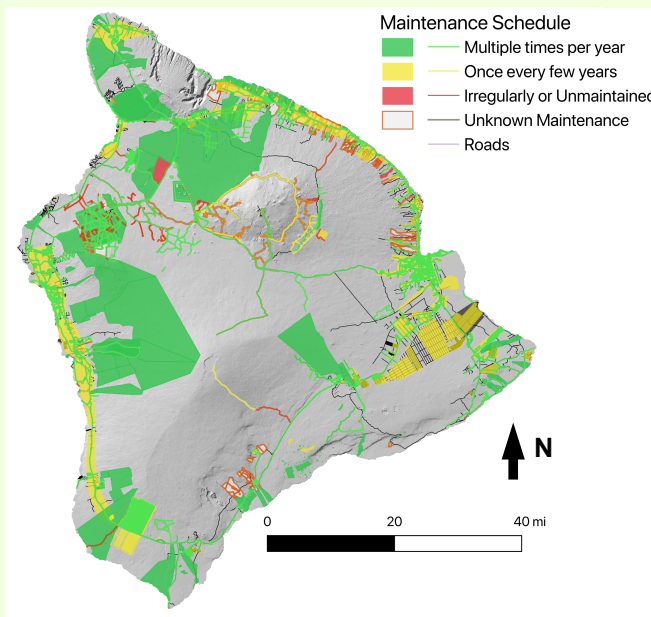 Maintenance Schedule
Multiple times per year
Once every few years
Irregularly or Unmaintained
Unknown Maintenance
Roads
N
0 20 40 mi